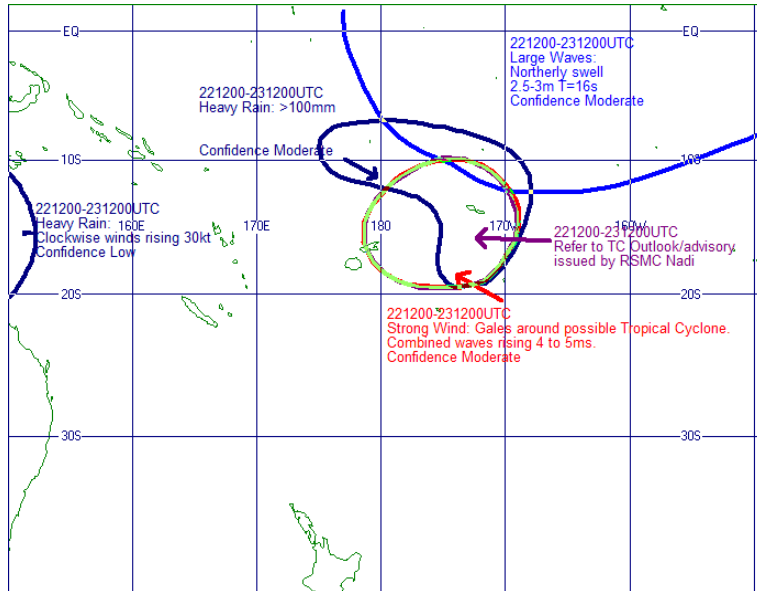 EQ
EQ
221200-231200UTC
Large Waves:
Northerly swell
2.5-3m T=16s
Confidence Moderate
221200-231200UTC
Heavy Rain: >100mm
Confidence Moderate
10S
10S
221200-231200UTC
Heavy Rain:
Clockwise winds rising 30kt
Confidence Low
160E
170E
180
170W
160W
221200-231200UTC
Refer to TC Outlook/advisory.
issued by RSMC Nadi
20S
20S
221200-231200UTC
Strong Wind: Gales around possible Tropical Cyclone.
Combined waves rising 4 to 5ms.
Confidence Moderate
30S
30S